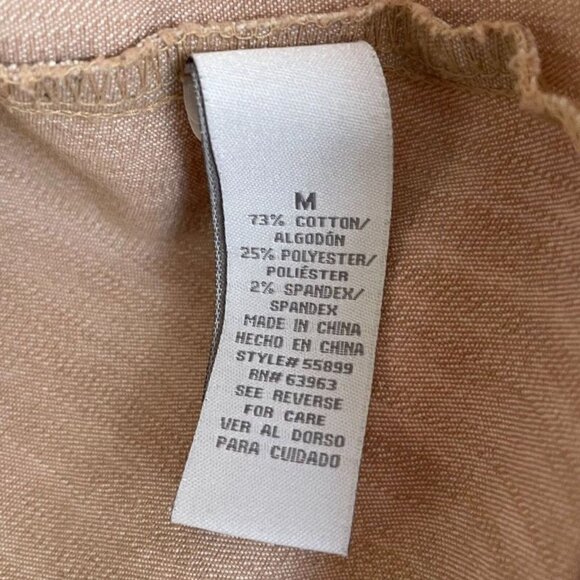 M
73% COTTON/
ALGODÓN
25% POLYESTER/
POLIÉSTER
2% SPANDEX/
SPANDEX
MADE IN CHINA
HECHO EN CHINA
STYLE# 55899
RN# 63963
SEE REVERSE
FOR CARE
VER AL DORSO
PARA CUIDADO